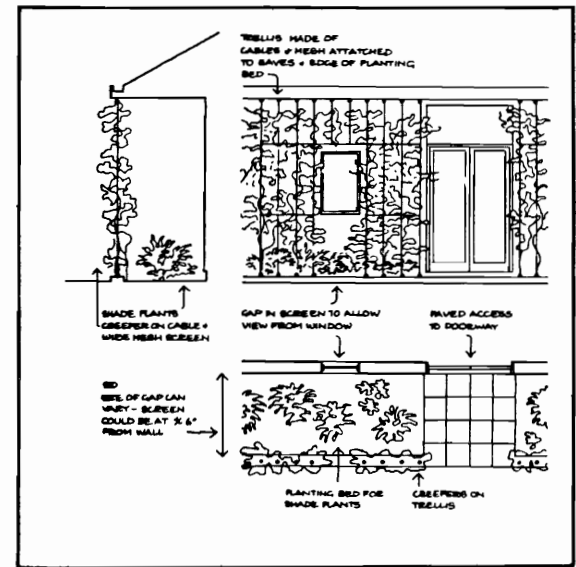 TRELLIS MADE OF
CABLES + MESH ATTATCHED
TO EAVES + EDGE OF PLANTING
BED
SHADE PLANTS
CREEPER ON CABLE +
WIDE MESH SCREEN
GAP IN SCREEN TO ALLOW
VIEW FROM WINDOW
PAVED ACCESS
TO DOORWAY
SIZE OF GAP CAN
VARY - SCREEN
COULD BE AT
FROM WALL
PLANTING BED FOR
SHADE PLANTS
CREEPERS ON
TRELLIS